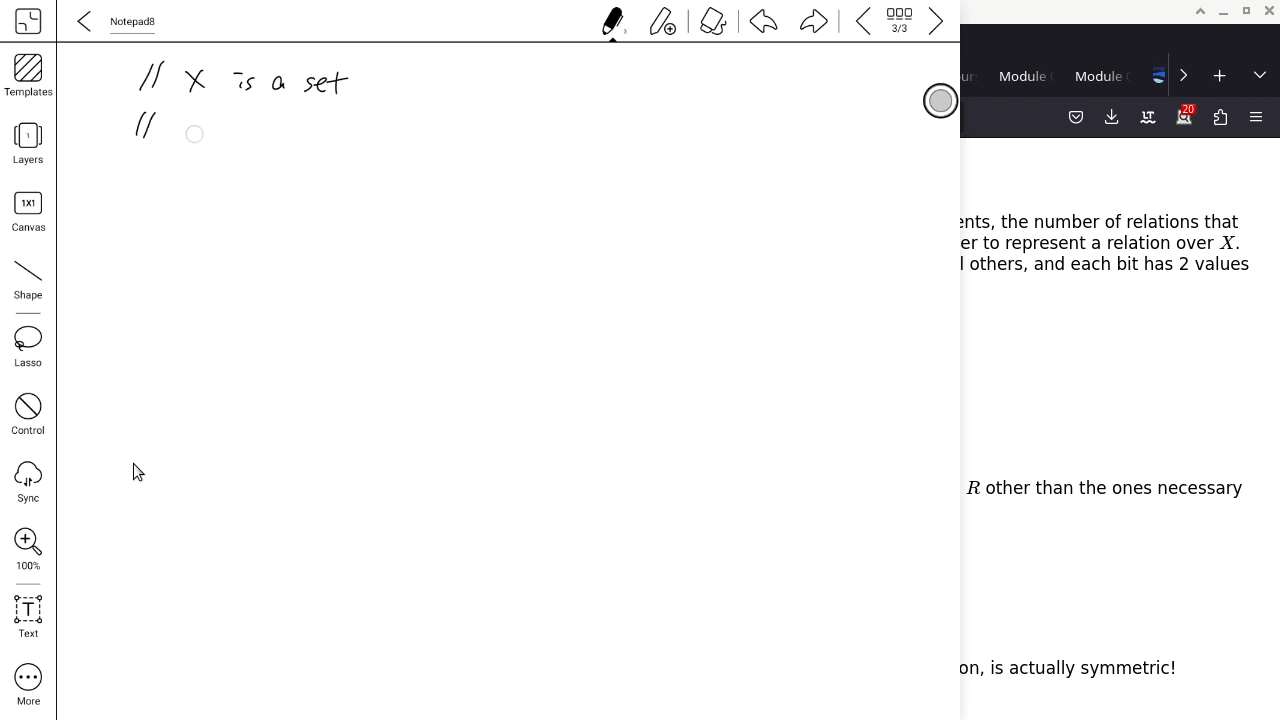 Notepad8
3
3/3
Templates
1
Layers
1X1
Canvas
Shape
Lasso
Control
Sync
100%
T
Text
More
// X is a set
//
Module
Module
20
ents, the number of relations that
er to represent a relation over X.
l others, and each bit has 2 values
R other than the ones necessary
on, is actually symmetric!